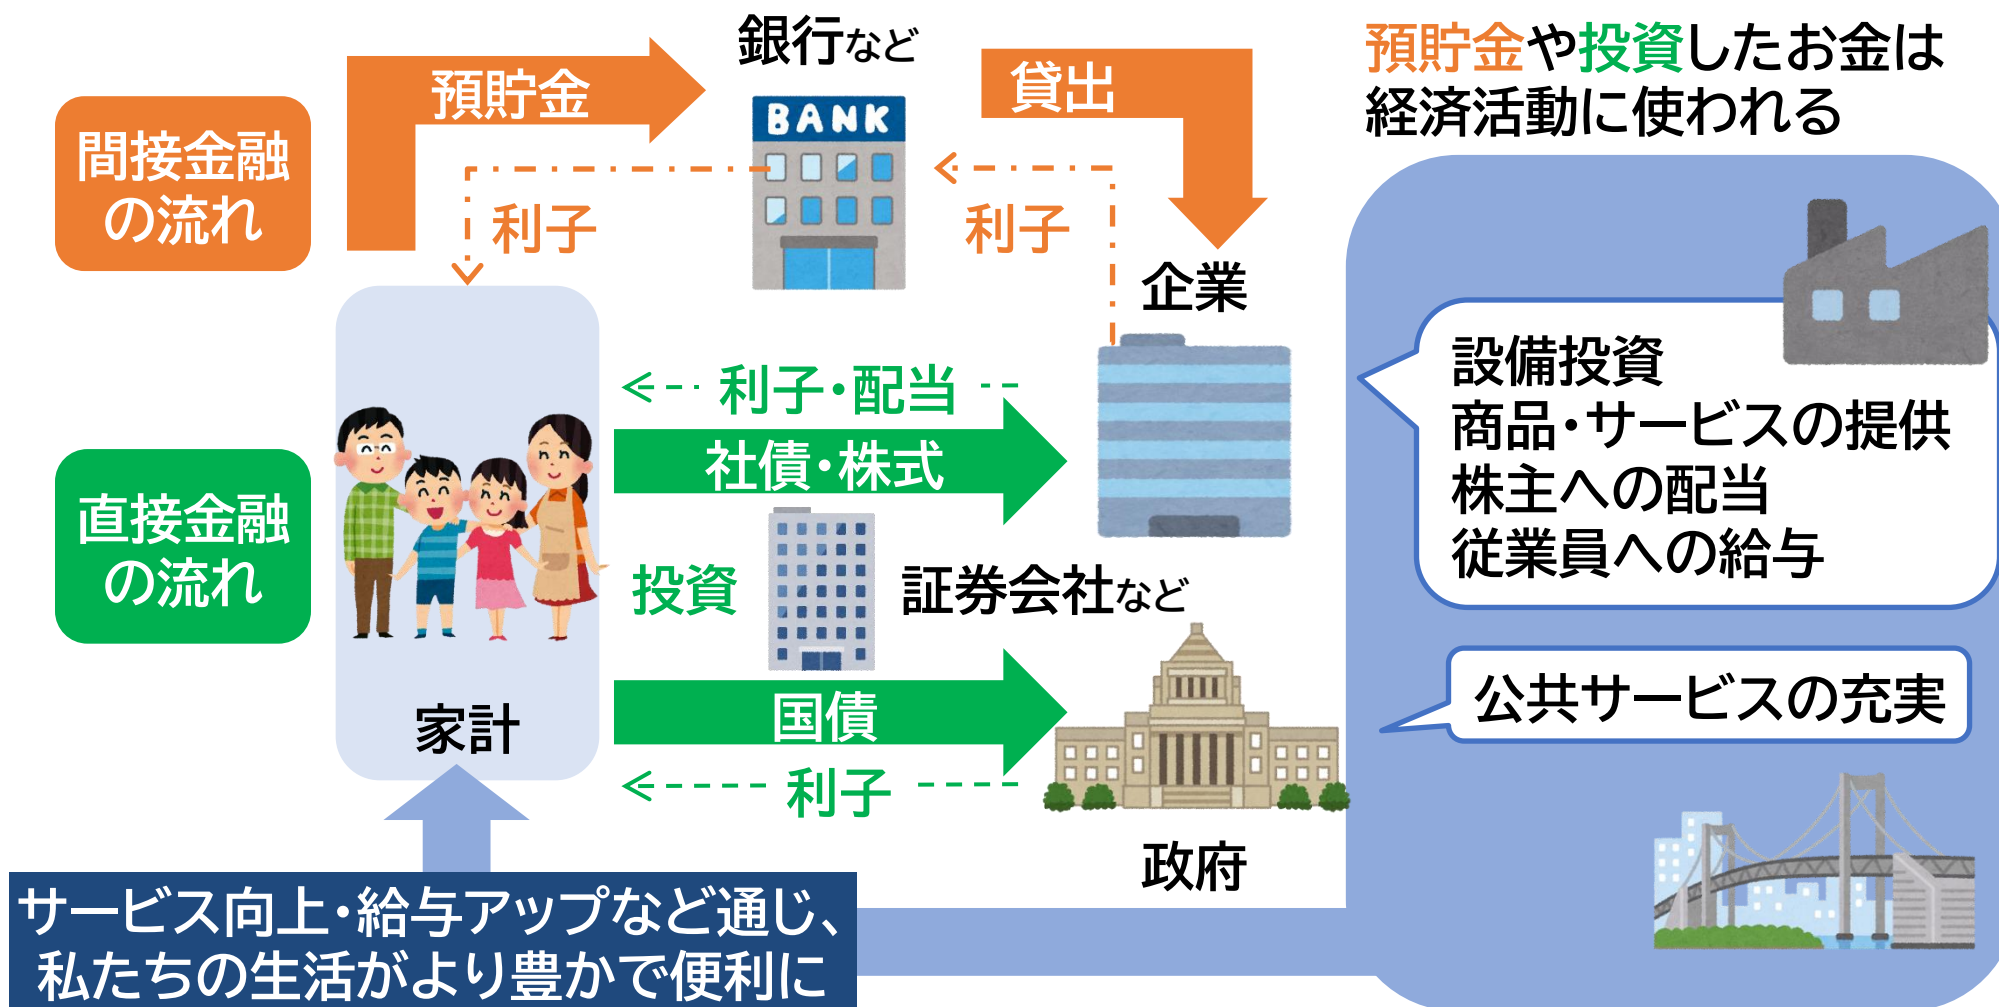 銀行など
預貯金
貸出
預貯金や投資したお金は
経済活動に使われる
BANK
間接金融
の流れ
利子
利子
企業
設備投資
商品・サービスの提供
株主への配当
従業員への給与
利子・配当
社債・株式
直接金融
の流れ
投資
証券会社など
家計
国債
公共サービスの充実
利子
政府
サービス向上・給与アップなど通じ、
私たちの生活がより豊かで便利に